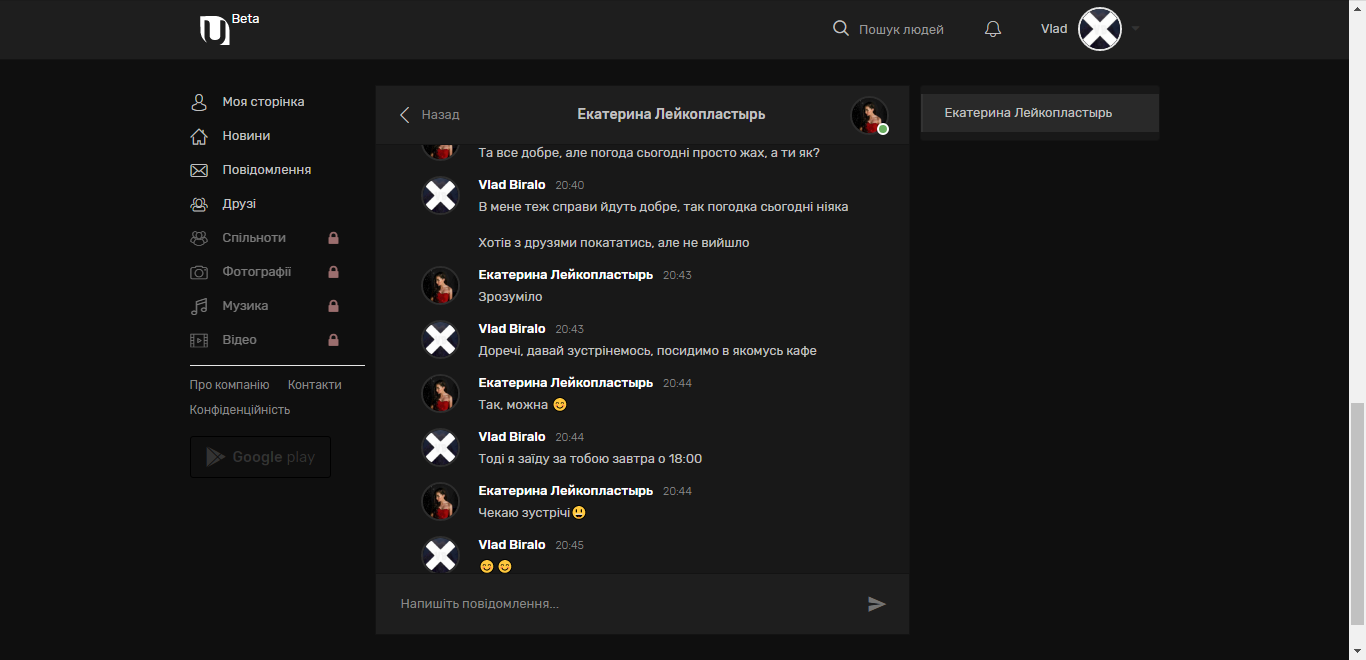 U Beta
Пошук людей
Vlad
Моя сторінка
Новини
Повідомлення
Друзі
Спільноти
Фотографії
Музика
Відео
Про компанію Контакти
Конфіденційність
Google play
Назад
Екатерина Лейкопластырь
Та все добре, але погода сьогодні просто жах, а ти як?
Vlad Biralo 20:40
В мене теж справи йдуть добре, так погодка сьогодні ніяка
Хотів з друзями покататись, але не вийшло
Екатерина Лейкопластырь 20:43
Зрозуміло
Vlad Biralo 20:43
Доречі, давай зустрінемось, посидимо в якомусь кафе
Екатерина Лейкопластырь 20:44
Так, можна 😊
Vlad Biralo 20:44
Тоді я заїду за тобою завтра о 18:00
Екатерина Лейкопластырь 20:44
Чекаю зустрічі😃
Vlad Biralo 20:45
😊 😊
Напишіть повідомлення...
Екатерина Лейкопластырь